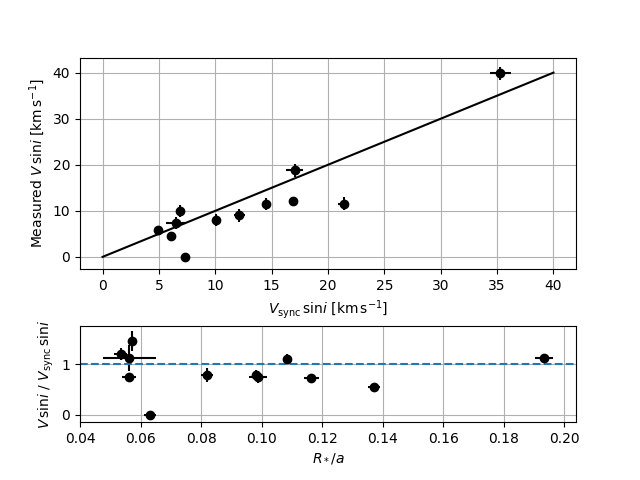 Measured V sini [km s⁻¹]
40
30
20
10
0
0 5 10 15 20 25 30 35 40
V_sync sini [km s⁻¹]
V sini / V_sync sini
1
0
0.04 0.06 0.08 0.10 0.12 0.14 0.16 0.18 0.20
R_*/a